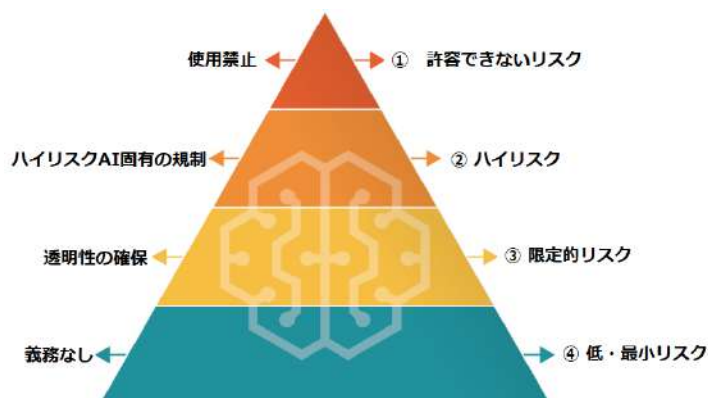 使用禁止
① 許容できないリスク
ハイリスクAI固有の規制
② ハイリスク
透明性の確保
③ 限定的リスク
義務なし
④ 低・最小リスク